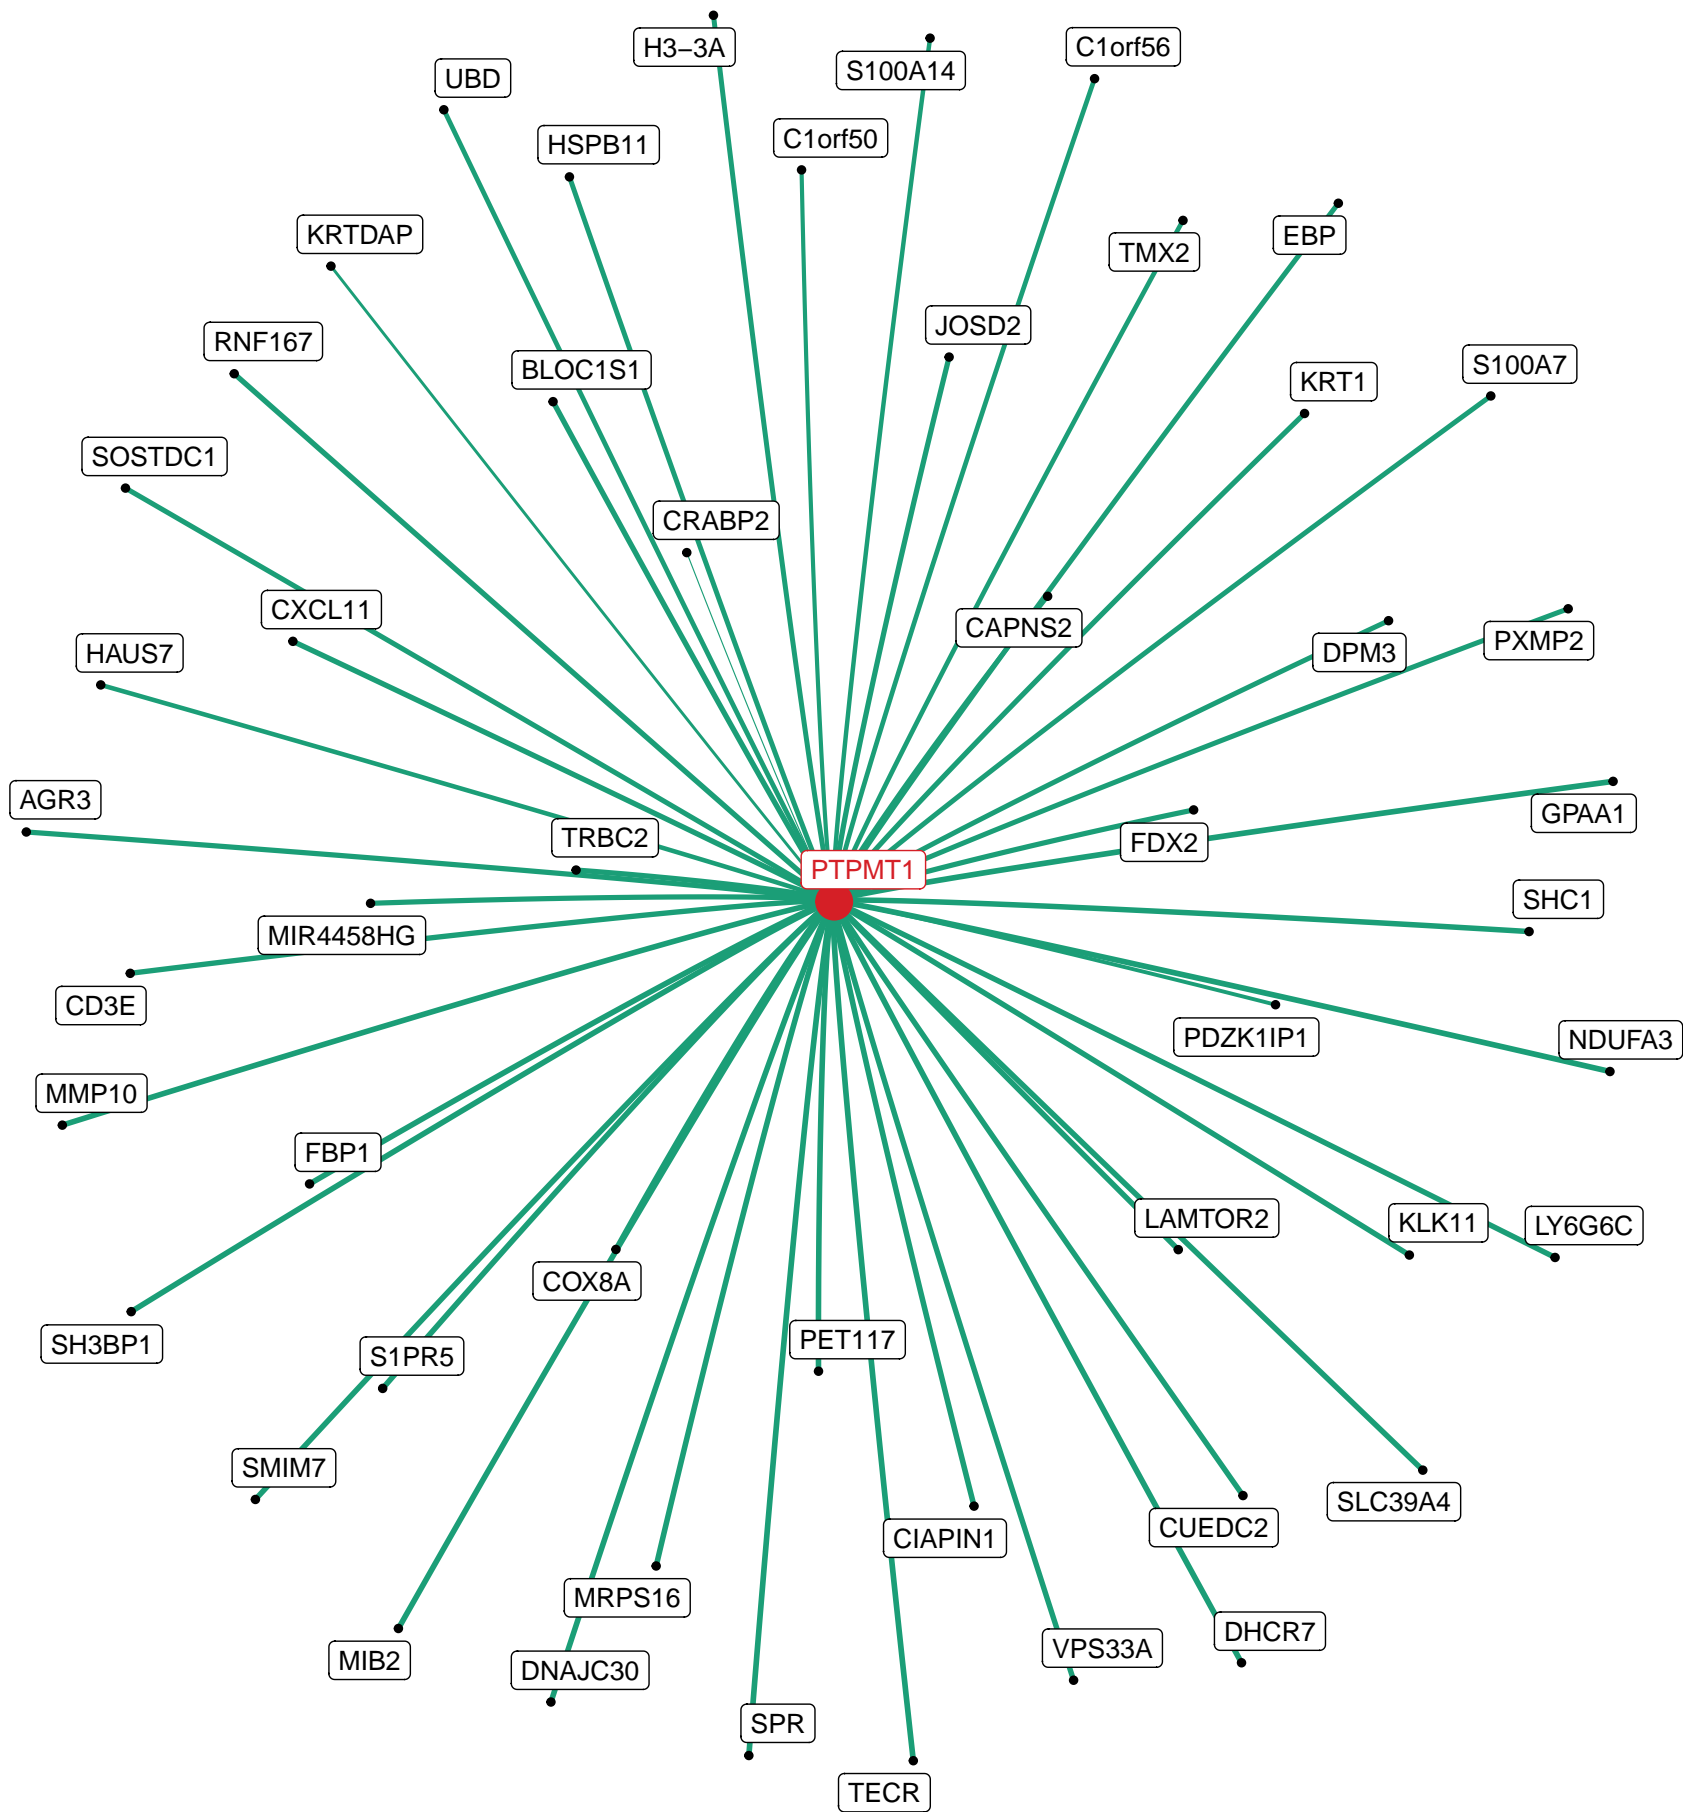 H3−3A
C1orf56
S100A14
UBD
C1orf50
HSPB11
KRTDAP
EBP
TMX2
JOSD2
RNF167
S100A7
BLOC1S1
KRT1
SOSTDC1
CRABP2
CXCL11
CAPNS2
PXMP2
HAUS7
DPM3
AGR3
GPAA1
TRBC2
FDX2
PTPMT1
SHC1
MIR4458HG
CD3E
PDZK1IP1
NDUFA3
MMP10
FBP1
LAMTOR2
KLK11
LY6G6C
COX8A
PET117
SH3BP1
S1PR5
SMIM7
SLC39A4
CUEDC2
CIAPIN1
MRPS16
DHCR7
VPS33A
MIB2
DNAJC30
SPR
TECR